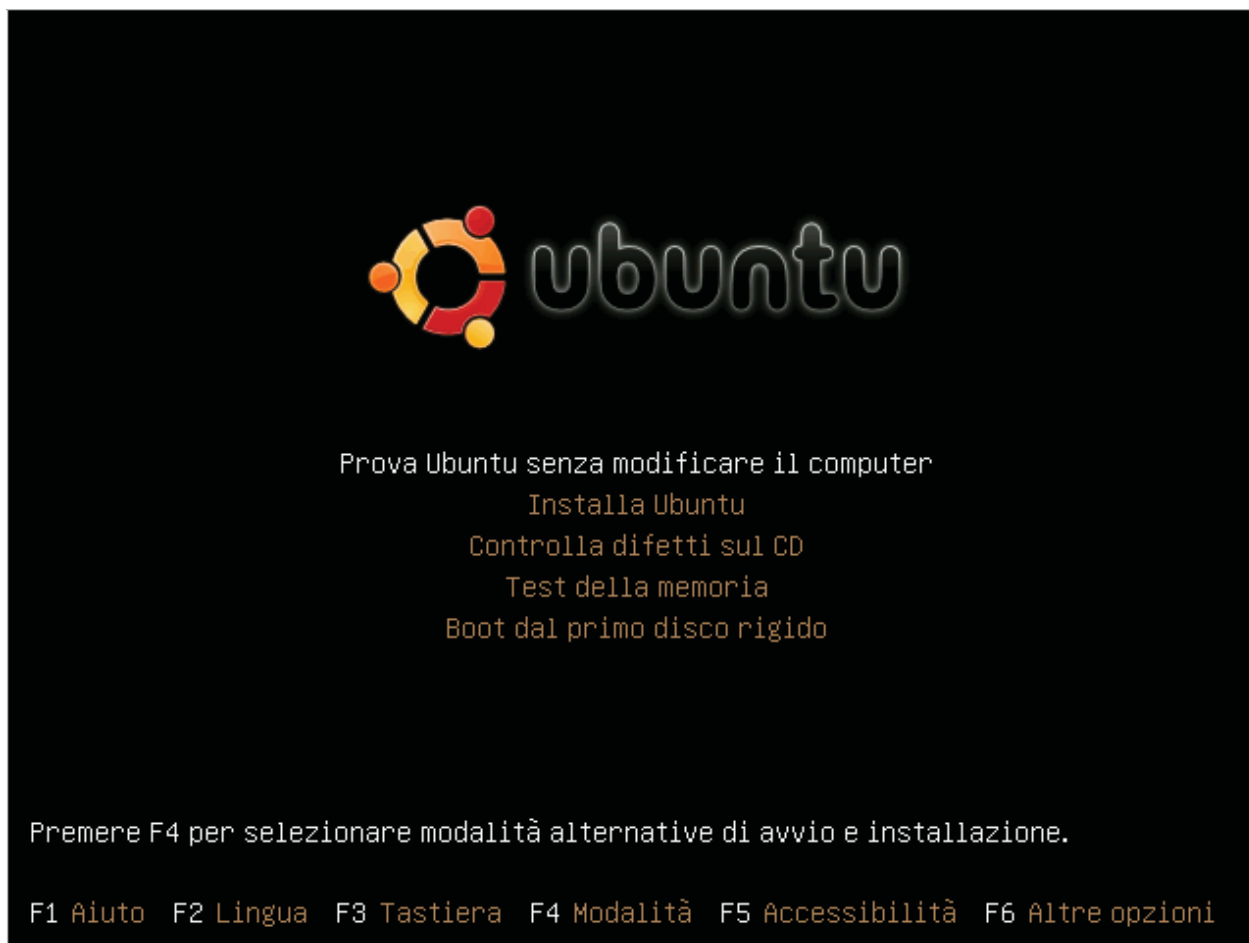 ubuntu
Prova Ubuntu senza modificare il computer
Installa Ubuntu
Controlla difetti sul CD
Test della memoria
Boot dal primo disco rigido
Premere F4 per selezionare modalità alternative di avvio e installazione.
F1 Aiuto F2 Lingua F3 Tastiera F4 Modalità F5 Accessibilità F6 Altre opzioni